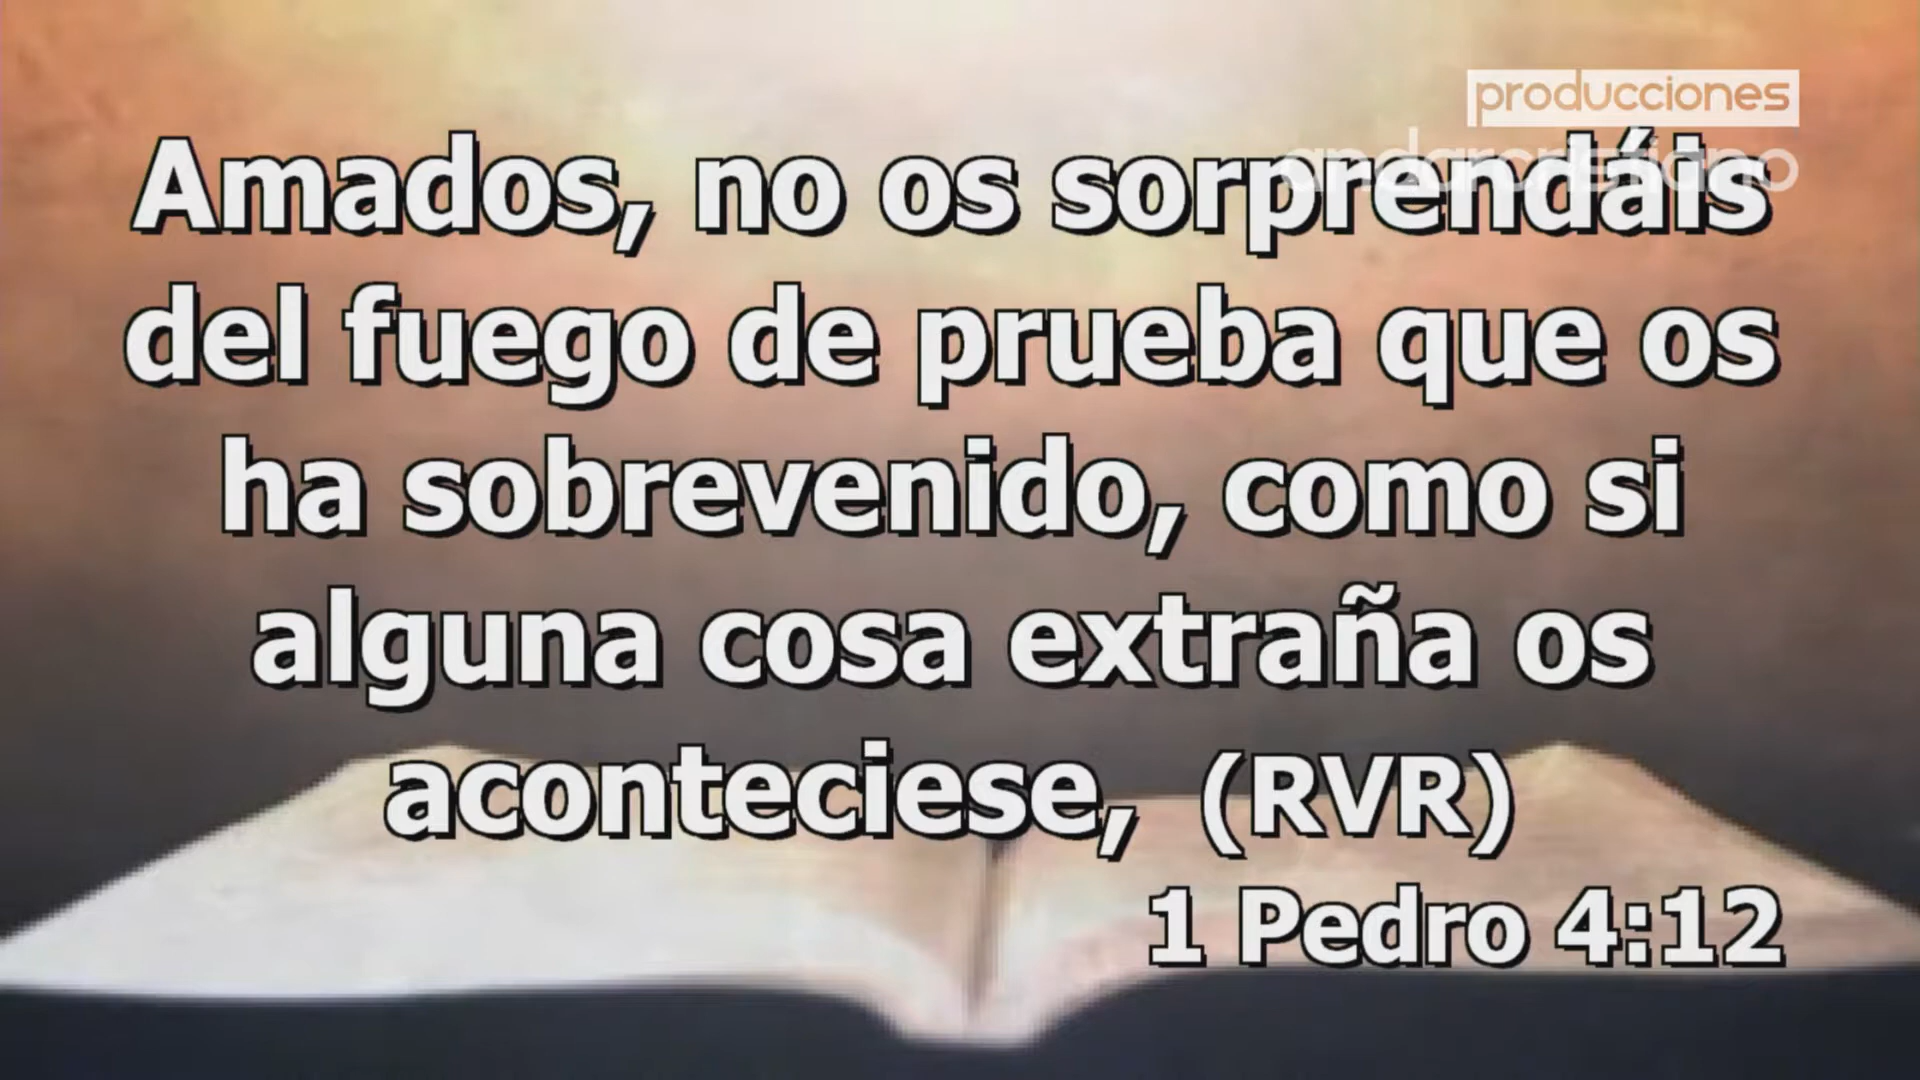 producciones
andarcristiano
Amados, no os sorprendáis
del fuego de prueba que os
ha sobrevenido, como si
alguna cosa extraña os
aconteciese, (RVR)
1 Pedro 4:12